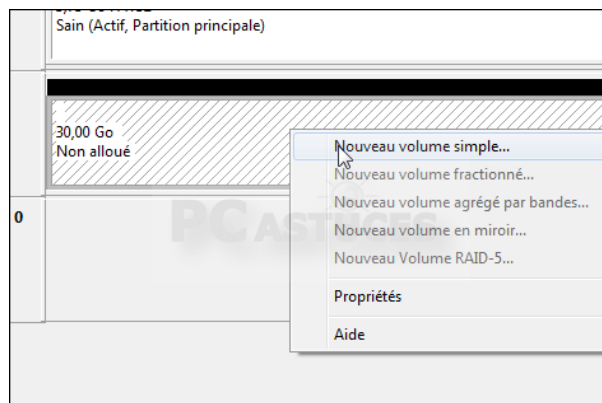 Sain (Actif, Partition principale)
30,00 Go
Non alloué
Nouveau volume simple...
Nouveau volume fractionné...
Nouveau volume agrégé par bandes...
Nouveau volume en miroir...
Nouveau Volume RAID-5...
Propriétés
Aide
0
PC ASTUCES